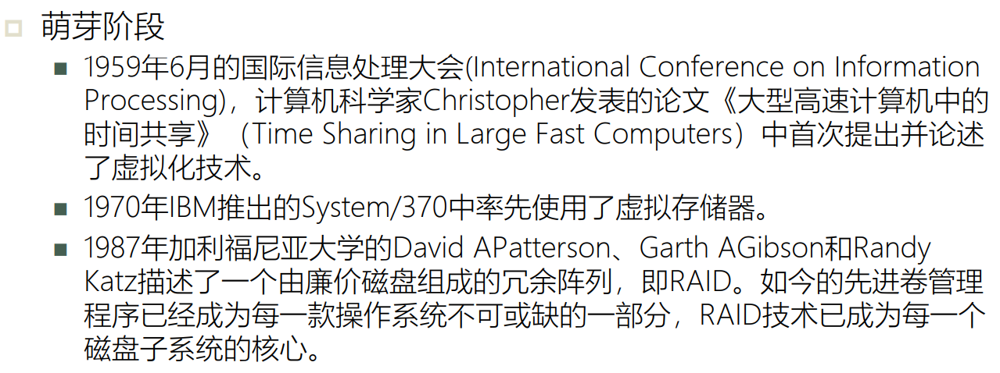 萌芽阶段
1959年6月的国际信息处理大会(International Conference on Information
Processing)，计算机科学家Christopher发表的论文《大型高速计算机中的
时间共享》（Time Sharing in Large Fast Computers）中首次提出并论述
了虚拟化技术。
1970年IBM推出的System/370中率先使用了虚拟存储器。
1987年加利福尼亚大学的David APatterson、Garth AGibson和Randy
Katz描述了一个由廉价磁盘组成的冗余阵列，即RAID。如今的先进卷管理
程序已经成为每一款操作系统不可或缺的一部分，RAID技术已成为每一个
磁盘子系统的核心。